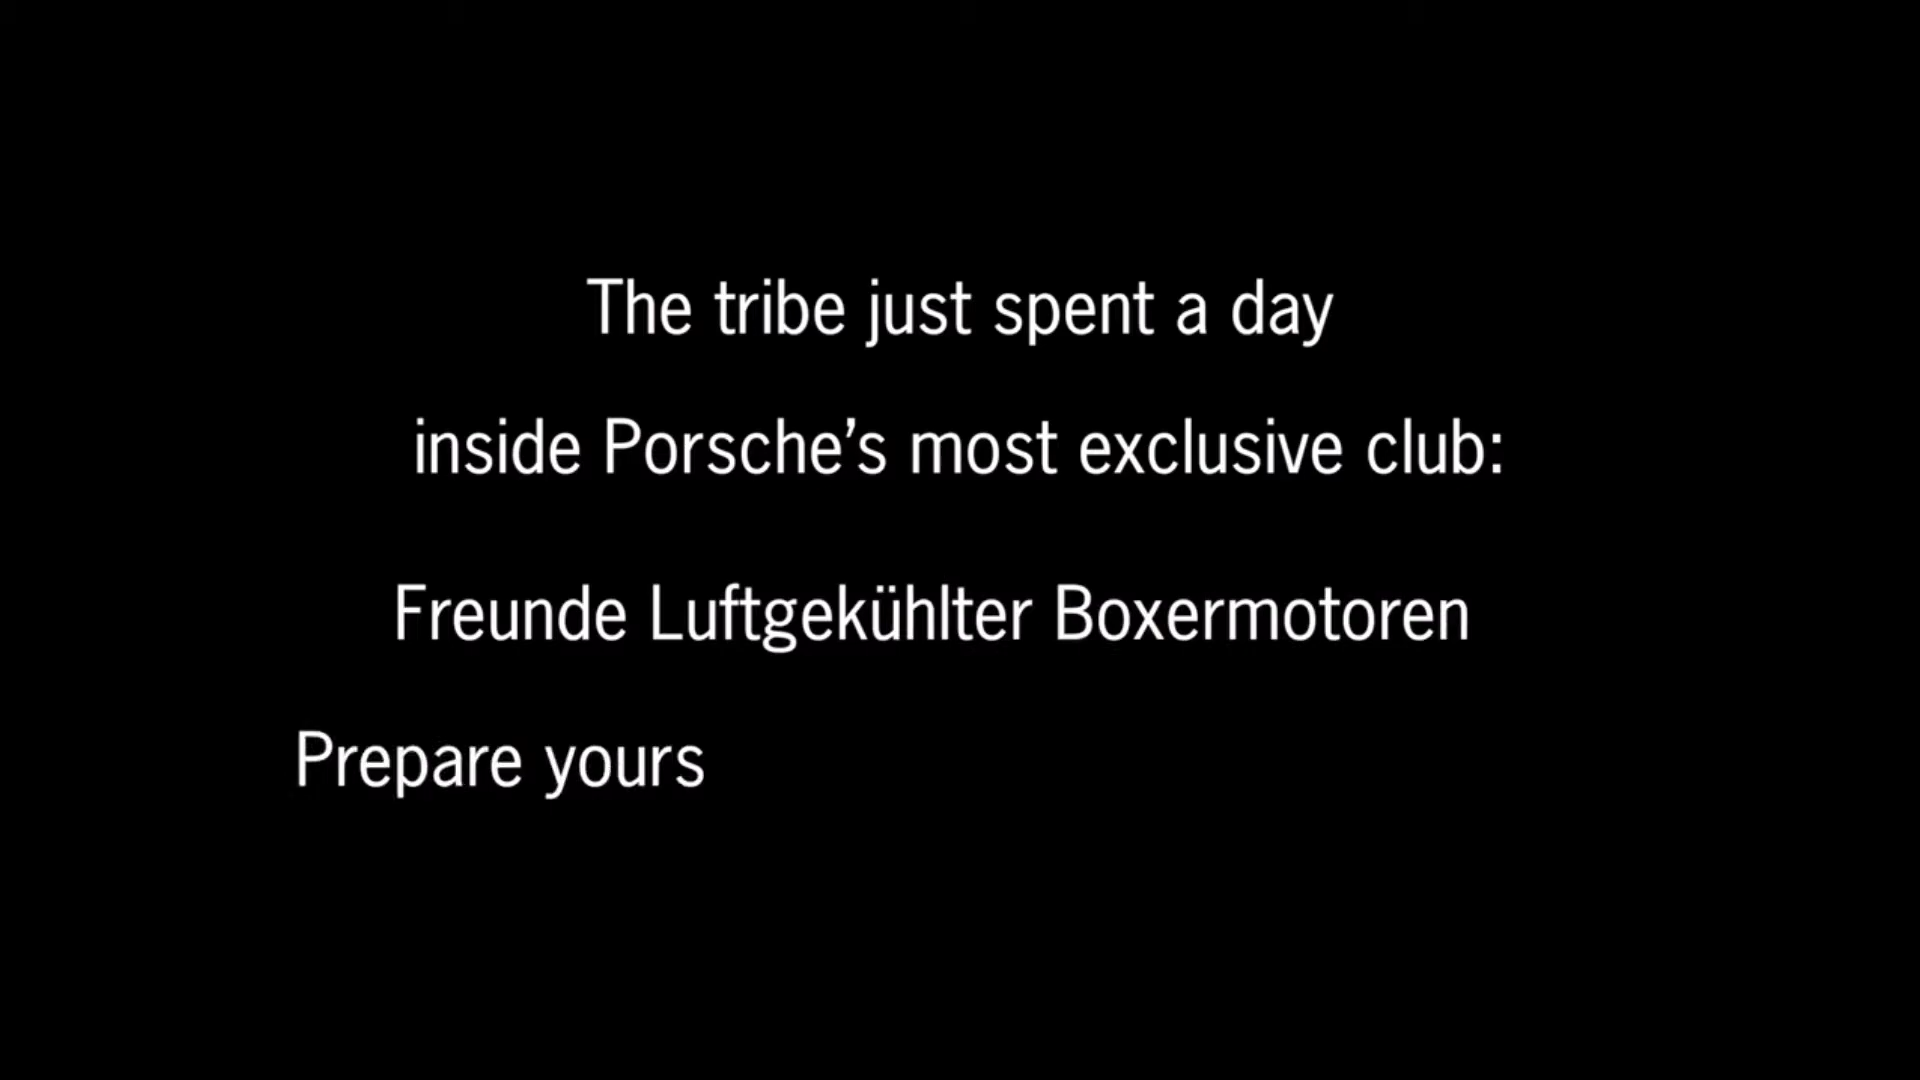 The tribe just spent a day
inside Porsche’s most exclusive club:
Freunde Luftgekühlter Boxermotoren
Prepare yours